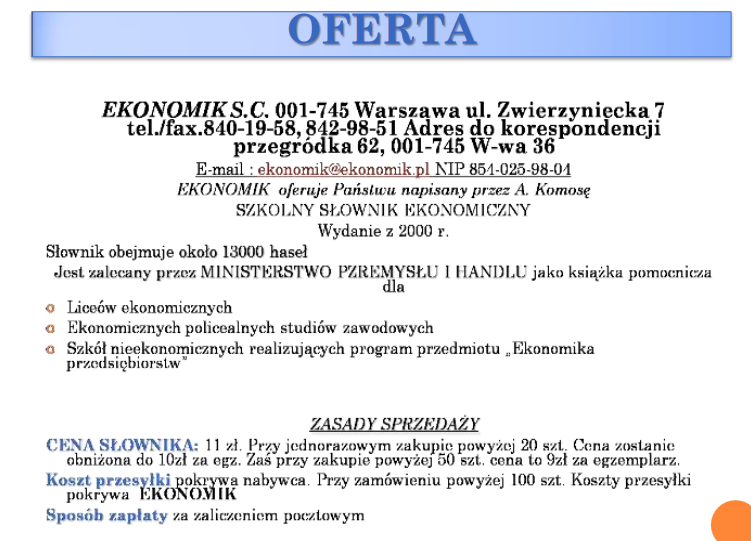 OFERTA
EKONOMIK S.C. 001-745 Warszawa ul. Zwierzyniecka 7
tel./fax.840-19-58, 842-98-51 Adres do korespondencji
przegródka 62, 001-745 W-wa 36
E-mail : ekonomik@ekonomik.pl NIP 854-025-98-04
EKONOMIK oferuje Państwu napisany przez A. Komosę
SZKOLNY SŁOWNIK EKONOMICZNY
Wydanie z 2000 r.
Słownik obejmuje około 13000 haseł
Jest zalecany przez MINISTERSTWO PZREMYSŁU I HANDLU jako książka pomocnicza
dla
Liceów ekonomicznych
Ekonomicznych policealnych studiów zawodowych
Szkół nieekonomicznych realizujących program przedmiotu „Ekonomika
przedsiębiorstw"
ZASADY SPRZEDAŻY
CENA SŁOWNIKA: 11 zł. Przy jednorazowym zakupie powyżej 20 szt. Cena zostanie
obniżona do 10zł za egz. Zaś przy zakupie powyżej 50 szt. cena to 9zł za egzemplarz.
Koszt przesyłki pokrywa nabywca. Przy zamówieniu powyżej 100 szt. Koszty przesyłki
pokrywa EKONOMIK
Sposób zapłaty za zaliczeniem pocztowym